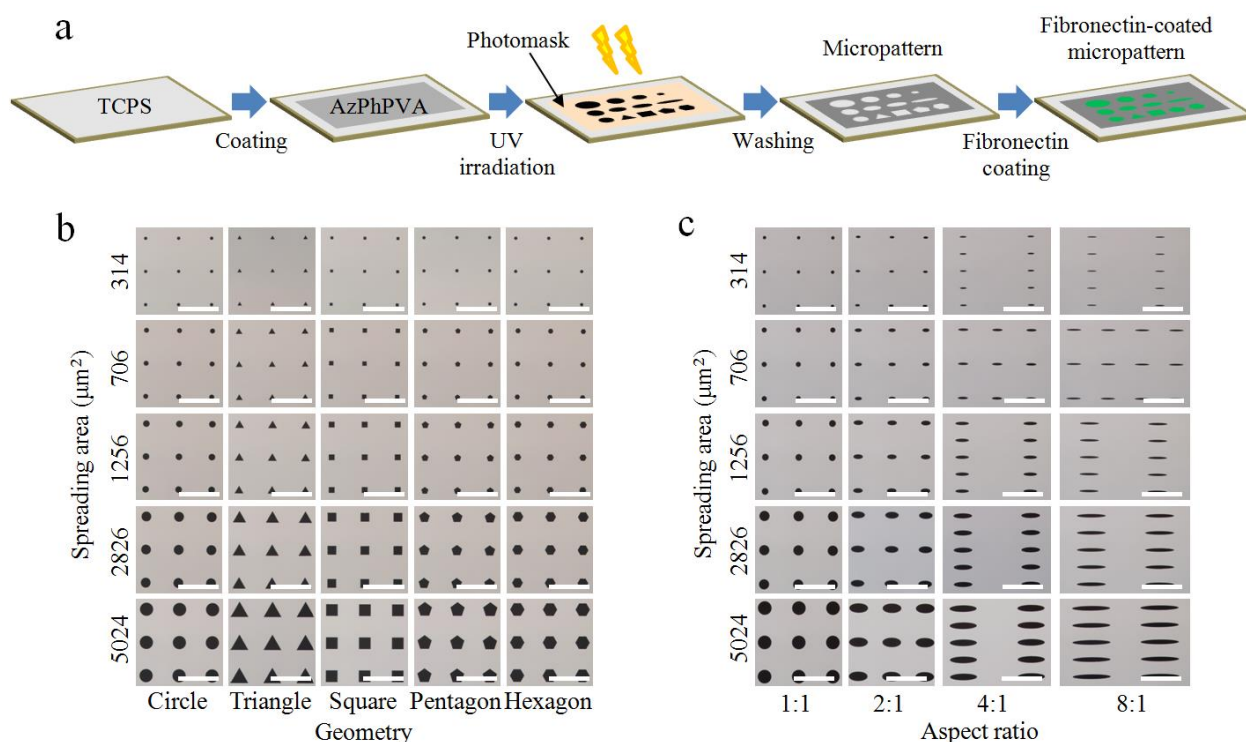 a
Photomask
Micropattern
Fibronectin-coated
micropattern
TCPS
AzPhPVA
Coating
UV
irradiation
Washing
Fibronectin
coating
b
Spreading area (µm²)
314
706
1256
2826
5024
Circle Triangle Square Pentagon Hexagon
Geometry
c
Spreading area (µm²)
314
706
1256
2826
5024
1:1 2:1 4:1 8:1
Aspect ratio